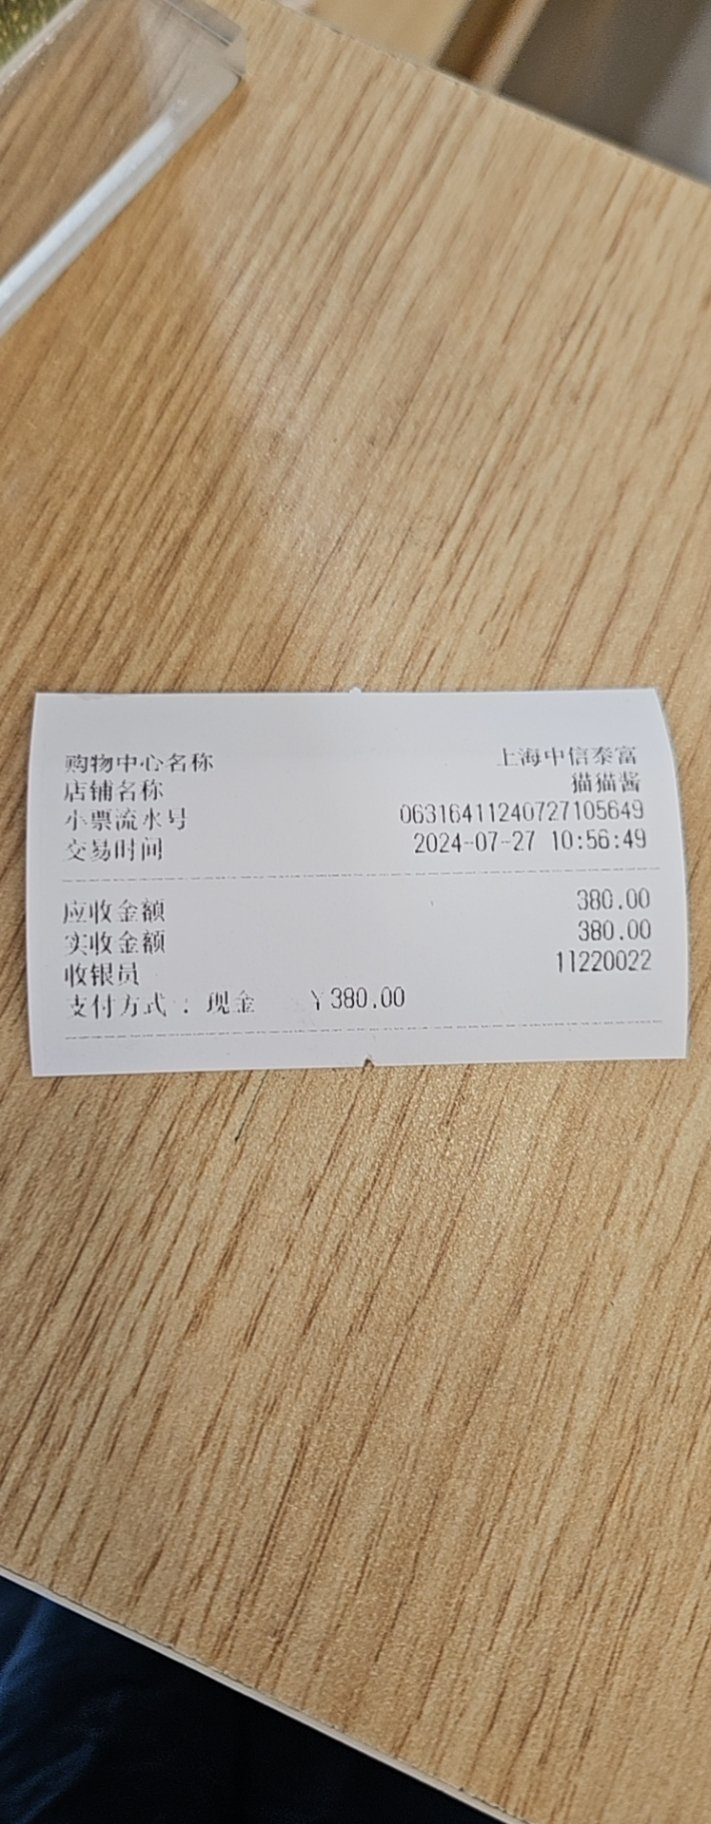 购物中心名称 上海中信泰富
店铺名称 猫猫酱
小票流水号 06316411240727105649
交易时间 2024-07-27 10:56:49
应收金额 380.00
实收金额 380.00
收银员 11220022
支付方式 : 现金 ¥380.00